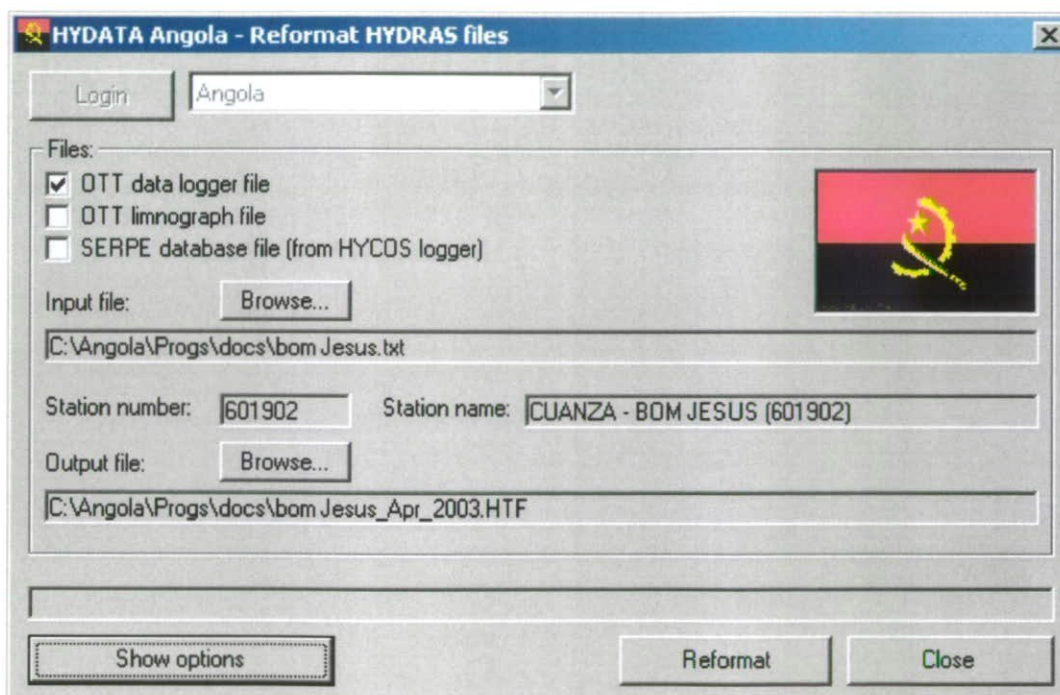 HYDATA Angola - Reformat HYDRAS files
Login Angola
Files:
OTT data logger file
OTT limnograph file
SERPE database file (from HYCOS logger)
Input file: Browse...
C:\Angola\Progs\docs\bom Jesus.txt
Station number: 601902 Station name: CUANZA - BOM JESUS (601902)
Output file: Browse...
C:\Angola\Progs\docs\bom Jesus_Apr_2003.HTF
Show options Reformat Close